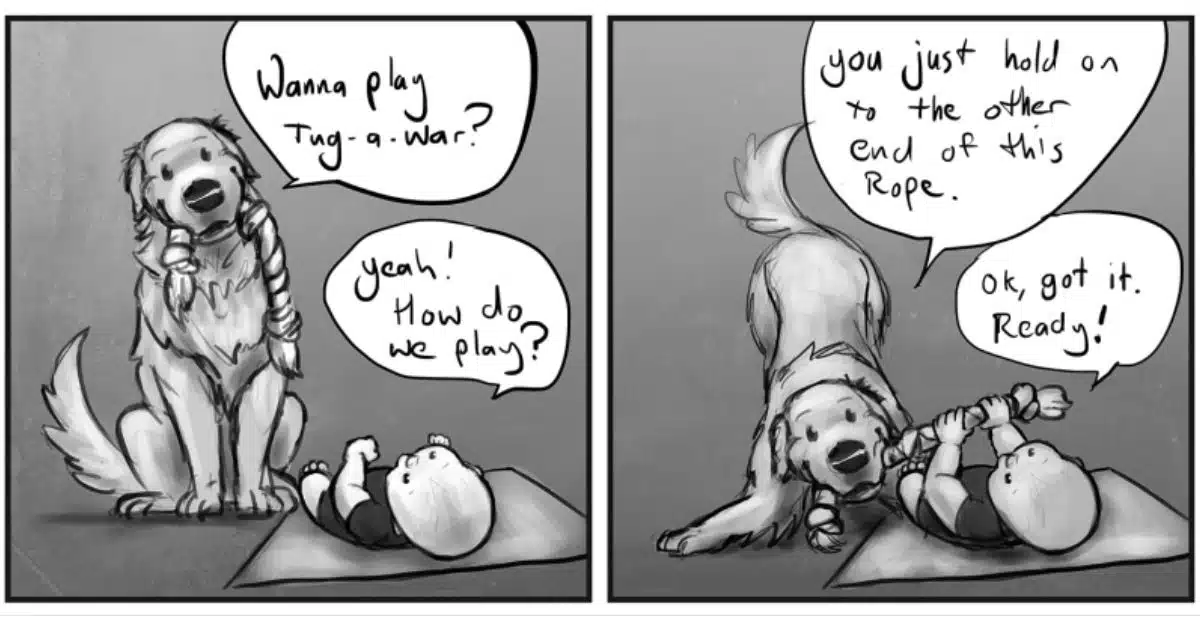 Wanna play
Tug-a-war?
yeah!
How do
we play?
you just hold on
to the other
end of this
Rope.
Ok, got it.
Ready!